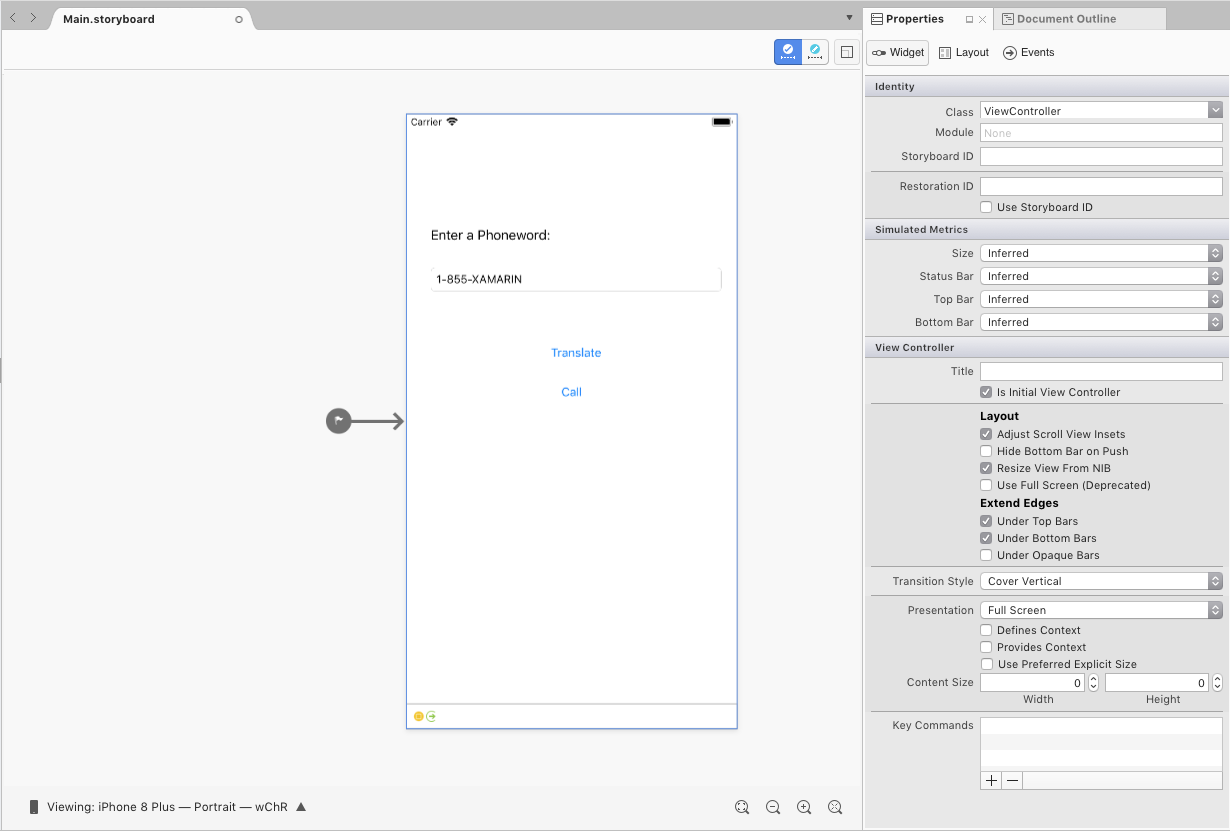 Main.storyboard
Properties
Document Outline
Widget
Layout
Events
Identity
Class ViewController
Module None
Storyboard ID
Restoration ID
Use Storyboard ID
Simulated Metrics
Size Inferred
Status Bar Inferred
Top Bar Inferred
Bottom Bar Inferred
View Controller
Title
Is Initial View Controller
Layout
Adjust Scroll View Insets
Hide Bottom Bar on Push
Resize View From NIB
Use Full Screen (Deprecated)
Extend Edges
Under Top Bars
Under Bottom Bars
Under Opaque Bars
Transition Style Cover Vertical
Presentation Full Screen
Defines Context
Provides Context
Use Preferred Explicit Size
Content Size 0 0
Width Height
Key Commands
Carrier
Enter a Phoneword:
1-855-XAMARIN
Translate
Call
Viewing: iPhone 8 Plus — Portrait — wChR